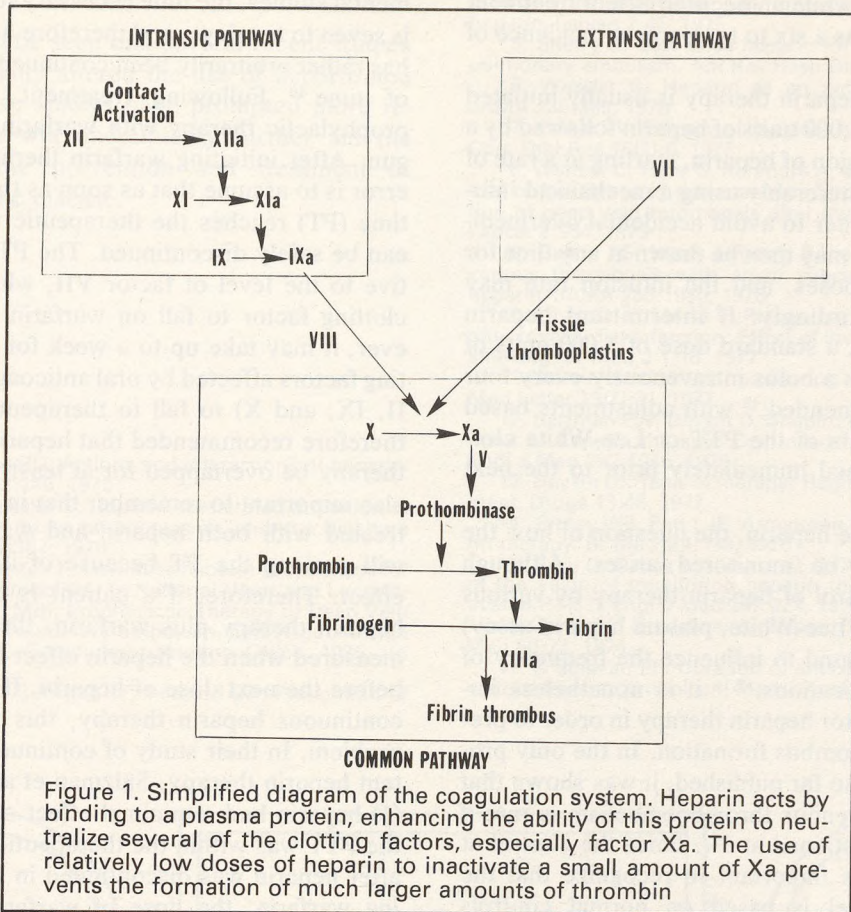 INTRINSIC PATHWAY
EXTRINSIC PATHWAY
Contact
Activation
XII XIIa
VII
XI XIa
IX IXa
VIII
Tissue
thromboplastins
X Xa
V
Prothombinase
Prothrombin Thrombin
Fibrinogen Fibrin
XIIIa
Fibrin thrombus
COMMON PATHWAY
Figure 1. Simplified diagram of the coagulation system. Heparin acts by
binding to a plasma protein, enhancing the ability of this protein to neu-
tralize several of the clotting factors, especially factor Xa. The use of
relatively low doses of heparin to inactivate a small amount of Xa pre-
vents the formation of much larger amounts of thrombin